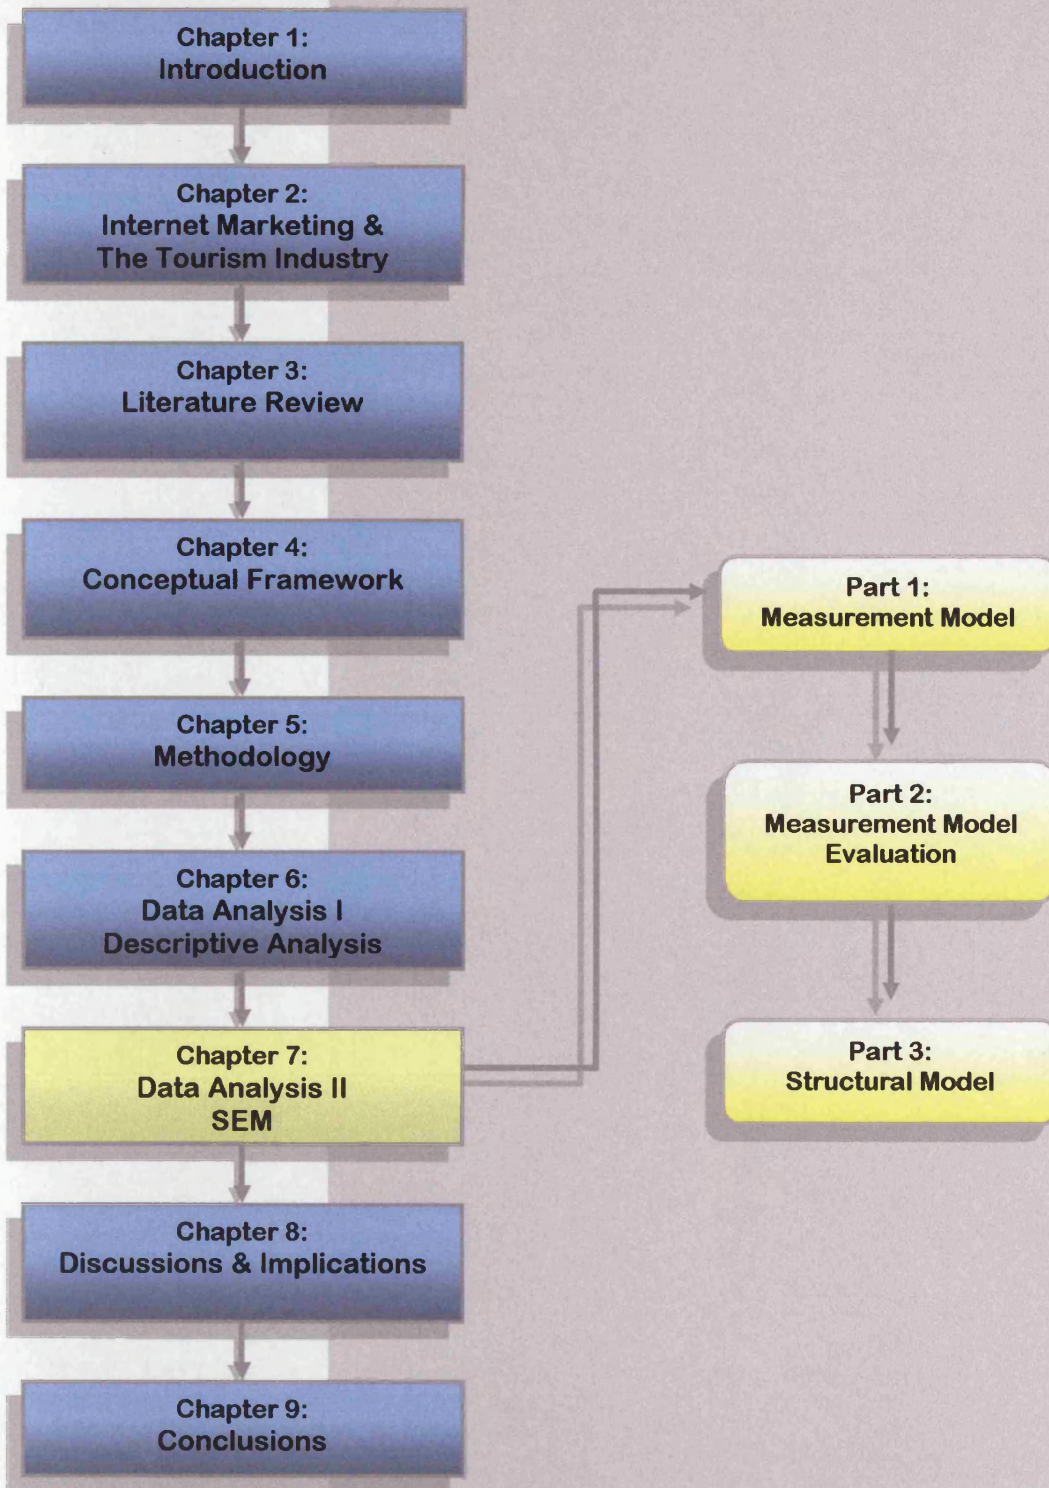 Chapter 1:
Introduction
Chapter 2:
Internet Marketing &
The Tourism Industry
Chapter 3:
Literature Review
Chapter 4:
Conceptual Framework
Chapter 5:
Methodology
Chapter 6:
Data Analysis I
Descriptive Analysis
Chapter 7:
Data Analysis II
SEM
Chapter 8:
Discussions & Implications
Chapter 9:
Conclusions
Part 1:
Measurement Model
Part 2:
Measurement Model
Evaluation
Part 3:
Structural Model